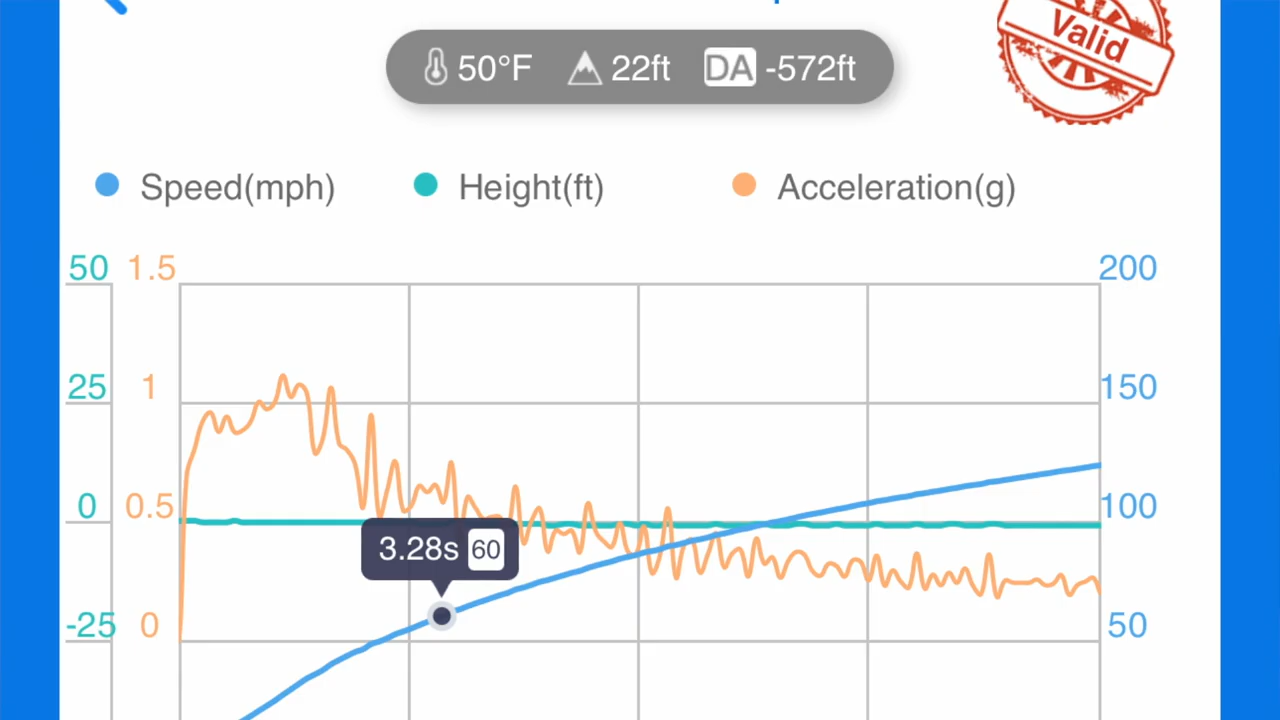 Valid
50°F 22ft DA -572ft
Speed(mph) Height(ft) Acceleration(g)
50 1.5 200
25 1 150
0 0.5 100
3.28s 60
-25 0 50